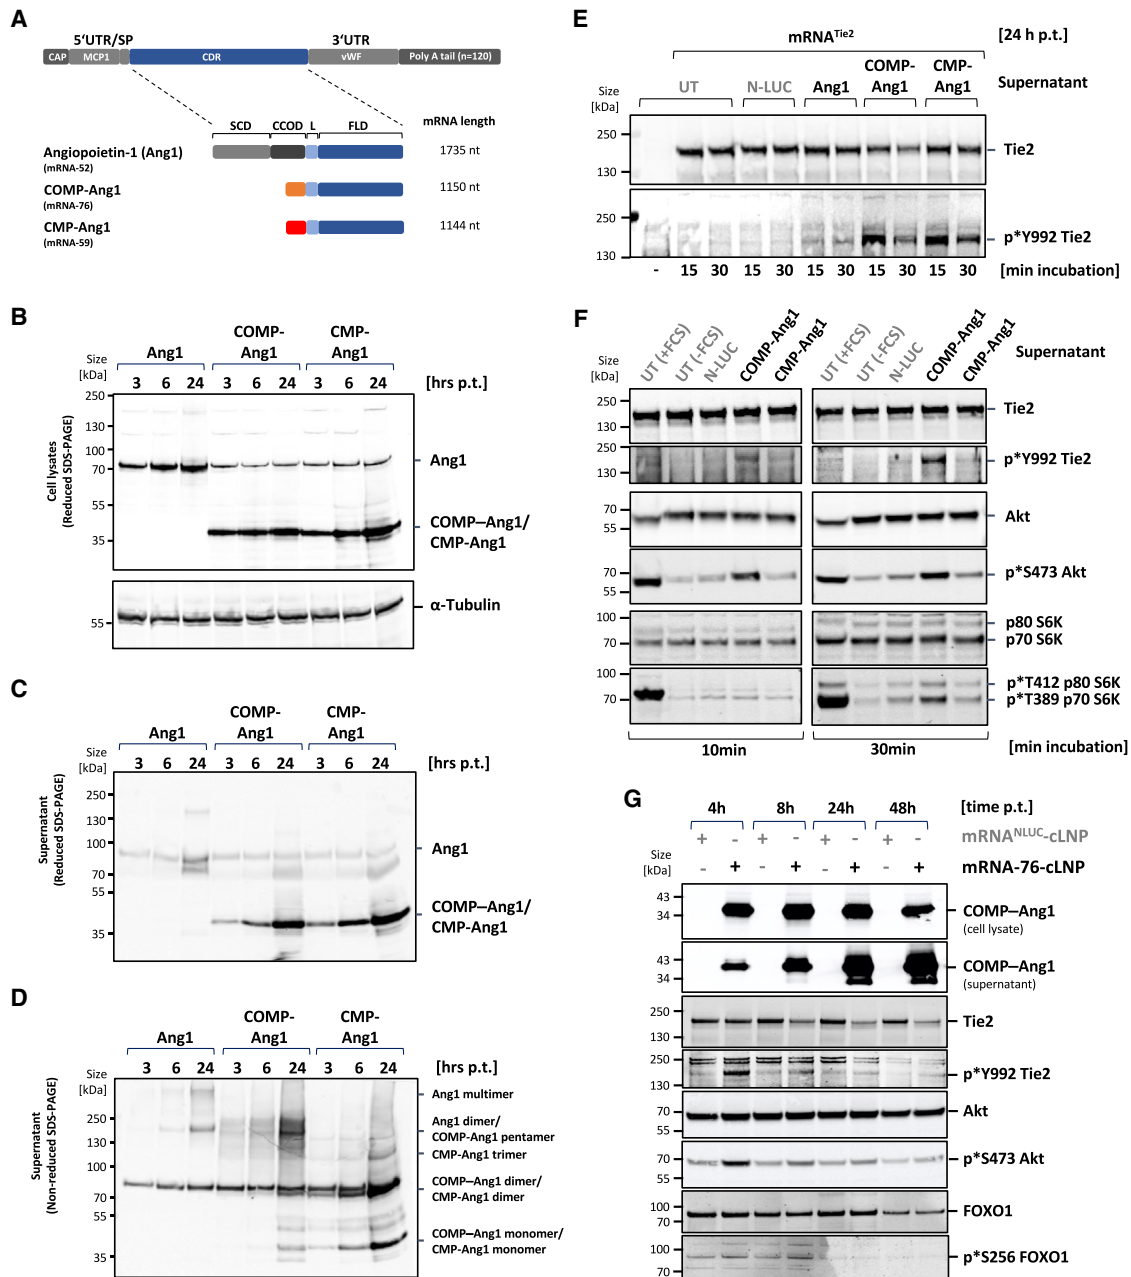 A
5‘UTR/SP
3‘UTR
CAP
MCP1
CDR
vWF
Poly A tail (n=120)
SCD
CCOD
L
FLD
mRNA length
Angiopoietin-1 (Ang1)
(mRNA-52)
1735 nt
COMP-Ang1
(mRNA-76)
1150 nt
CMP-Ang1
(mRNA-59)
1144 nt
B
Ang1
COMP-
Ang1
CMP-
Ang1
Size
[kDa]
3 6 24 3 6 24 3 6 24 [hrs p.t.]
250
130
100
70
55
35
Cell lysates
(Reduced SDS-PAGE)
Ang1
COMP–Ang1/
CMP-Ang1
55
α-Tubulin
C
Ang1
COMP-
Ang1
CMP-
Ang1
Size
[kDa]
3 6 24 3 6 24 3 6 24 [hrs p.t.]
250
130
100
70
55
35
Supernatant
(Reduced SDS-PAGE)
Ang1
COMP–Ang1/
CMP-Ang1
D
Ang1
COMP-
Ang1
CMP-
Ang1
Size
[kDa]
3 6 24 3 6 24 3 6 24 [hrs p.t.]
250
130
100
70
55
35
Supernatant
(Non-reduced SDS-PAGE)
Ang1 multimer
Ang1 dimer/
COMP-Ang1 pentamer
CMP-Ang1 trimer
COMP–Ang1 dimer/
CMP-Ang1 dimer
COMP–Ang1 monomer/
CMP-Ang1 monomer
E
mRNATie2 [24 h p.t.]
UT
N-LUC
Ang1
COMP-
Ang1
CMP-
Ang1
Supernatant
Size
[kDa]
250
130
Tie2
250
130
p*Y992 Tie2
- 15 30 15 30 15 30 15 30 15 30 [min incubation]
F
UT (+FCS)
UT (-FCS)
N-LUC
COMP-Ang1
CMP-Ang1
UT (+FCS)
UT (-FCS)
N-LUC
COMP-Ang1
CMP-Ang1
Supernatant
Size
[kDa]
250
130
Tie2
250
130
p*Y992 Tie2
70
55
Akt
70
55
p*S473 Akt
100
70
p80 S6K
p70 S6K
100
70
p*T412 p80 S6K
p*T389 p70 S6K
10min 30min [min incubation]
G
4h 8h 24h 48h [time p.t.]
+ - + - + - + - mRNANLUC-cLNP
- + - + - + - + mRNA-76-cLNP
Size
[kDa]
43
34
COMP–Ang1
(cell lysate)
43
34
COMP–Ang1
(supernatant)
250
130
Tie2
250
130
p*Y992 Tie2
70
55
Akt
70
55
p*S473 Akt
100
70
FOXO1
100
70
p*S256 FOXO1